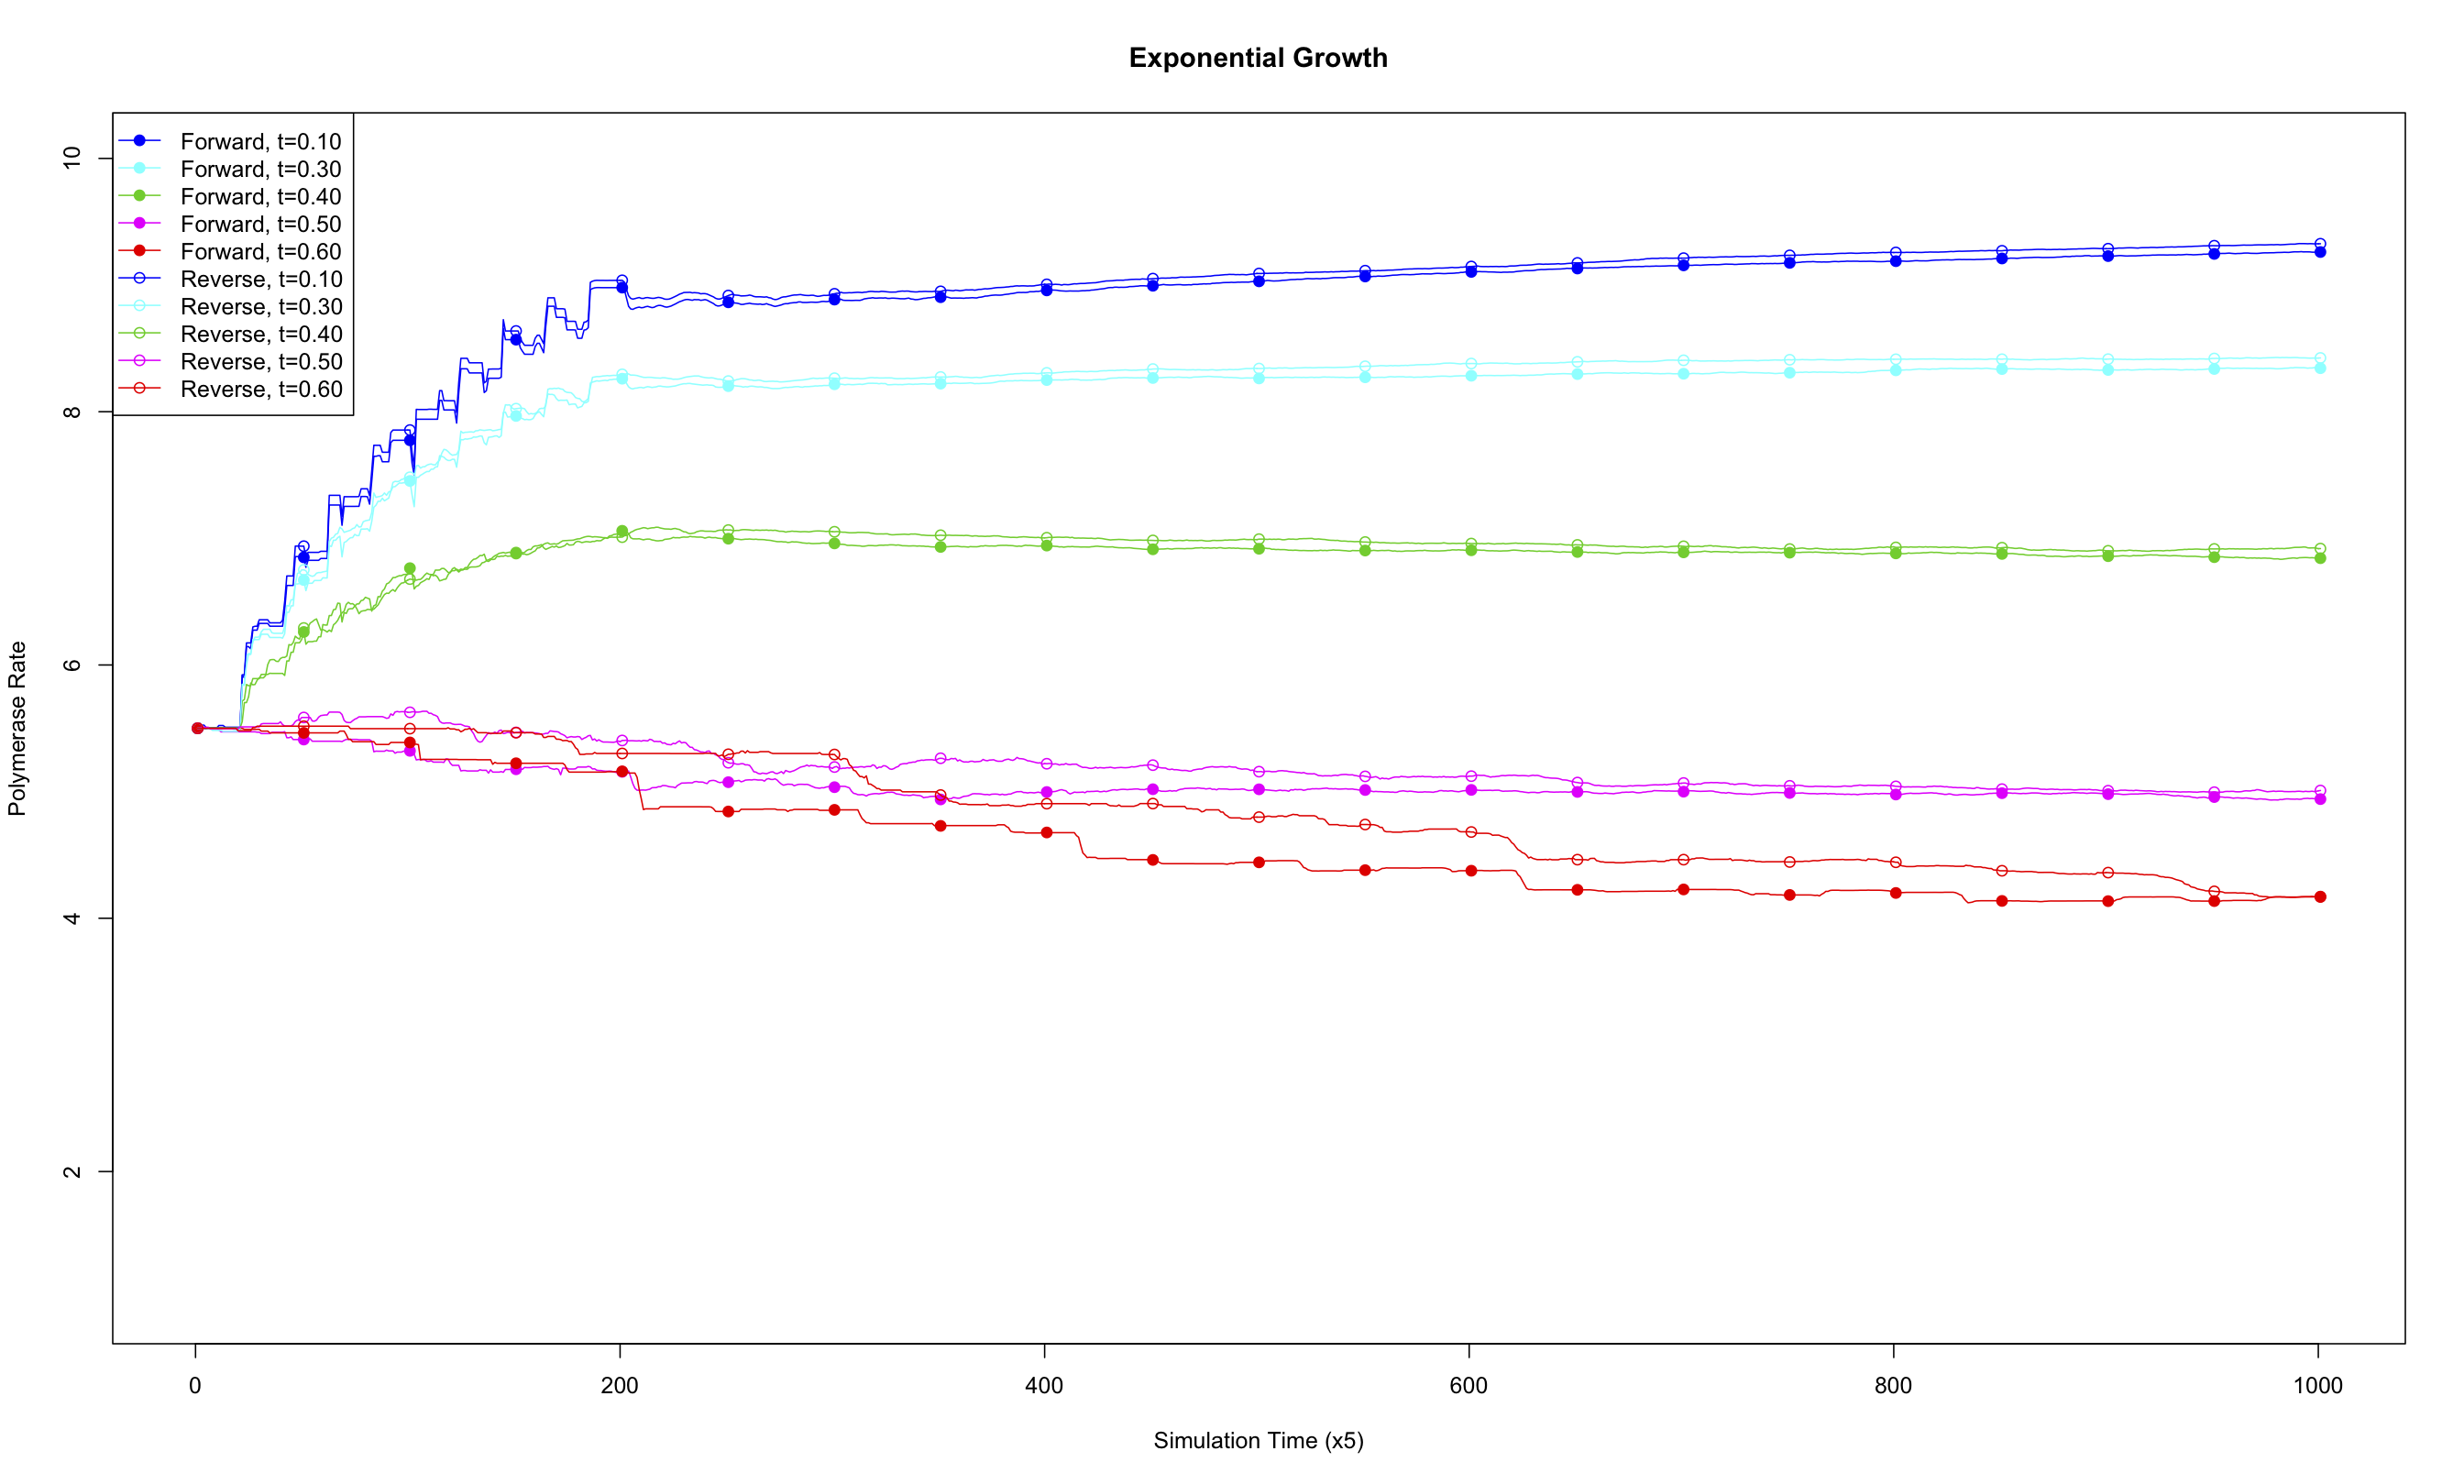 Exponential Growth
Forward, t=0.10
Forward, t=0.30
Forward, t=0.40
Forward, t=0.50
Forward, t=0.60
Reverse, t=0.10
Reverse, t=0.30
Reverse, t=0.40
Reverse, t=0.50
Reverse, t=0.60
Polymerase Rate
10
8
6
4
2
0 200 400 600 800 1000
Simulation Time (x5)